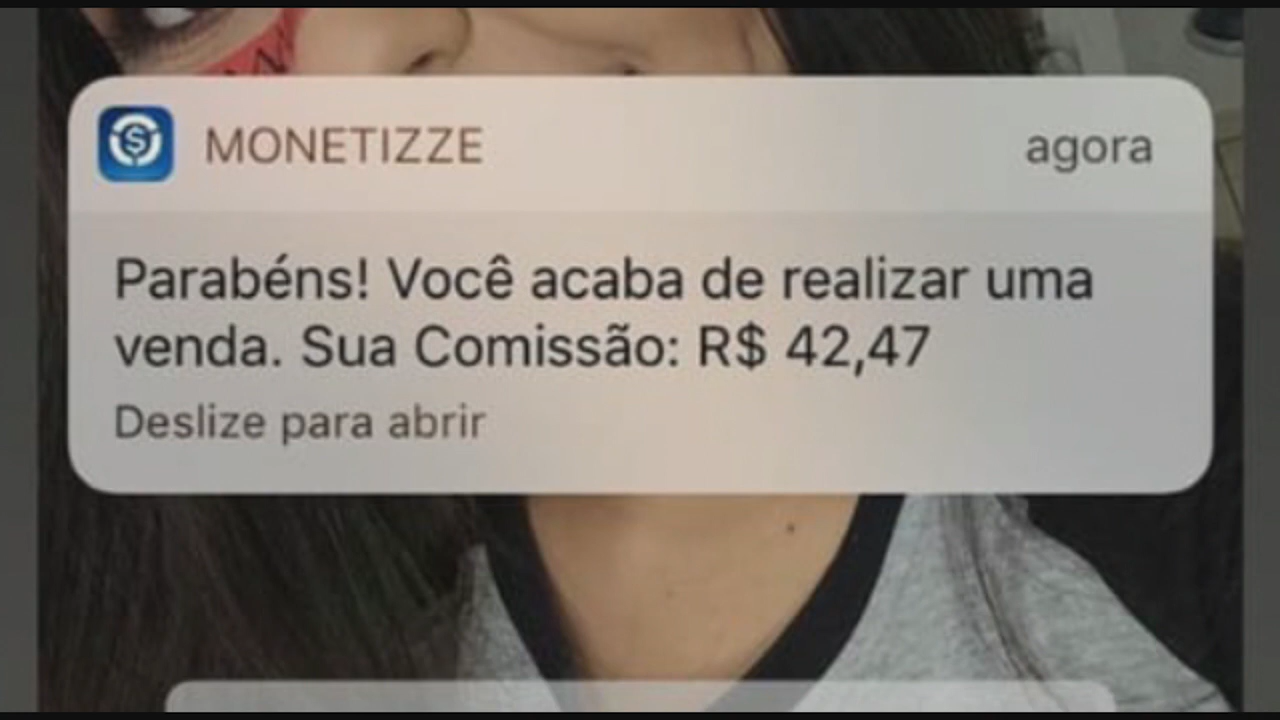 MONETIZZE agora
Parabéns! Você acaba de realizar uma
venda. Sua Comissão: R$ 42,47
Deslize para abrir